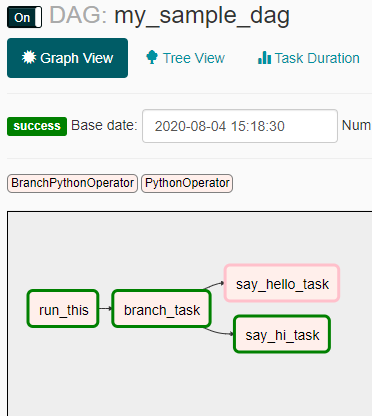 On DAG: my_sample_dag
Graph View Tree View Task Duration
success Base date: 2020-08-04 15:18:30 Num
BranchPythonOperator PythonOperator
say_hello_task
run_this branch_task
say_hi_task